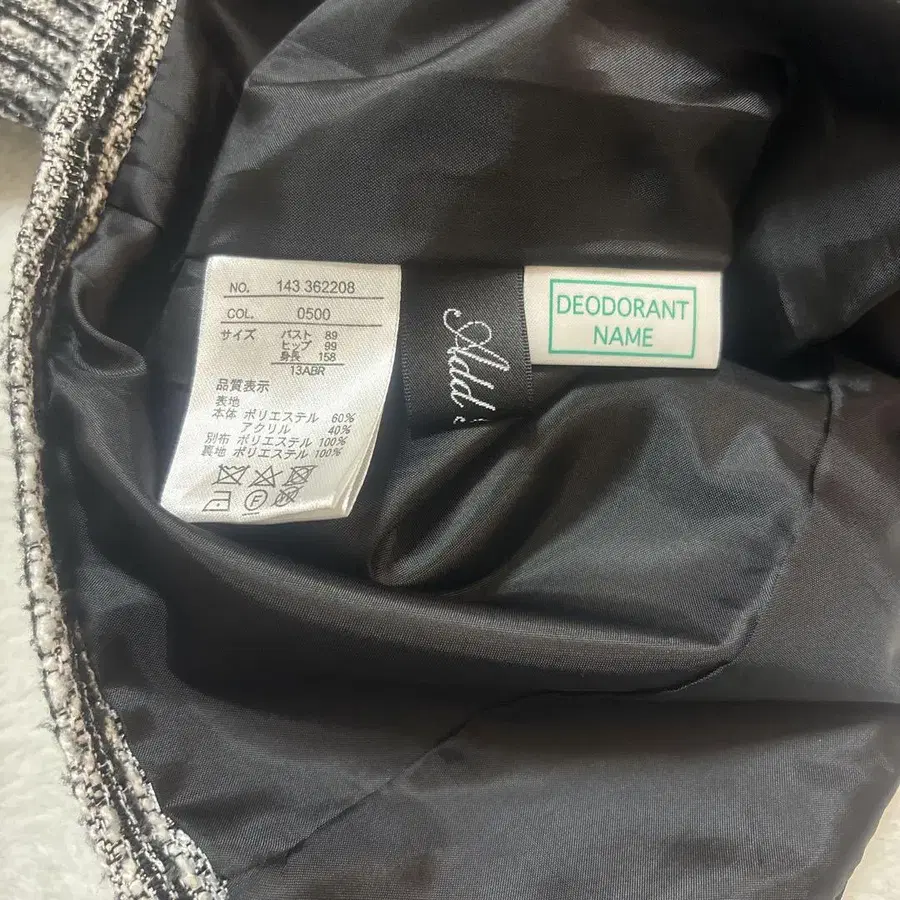 NO. 143 362208
COL. 0500
サイズ バスト 89
ヒップ 99
身長 158
13ABR
品質表示
表地
本体 ポリエステル 60%
アクリル 40%
別布 ポリエステル 100%
裏地 ポリエステル 100%
F
Add
DEODORANT
NAME